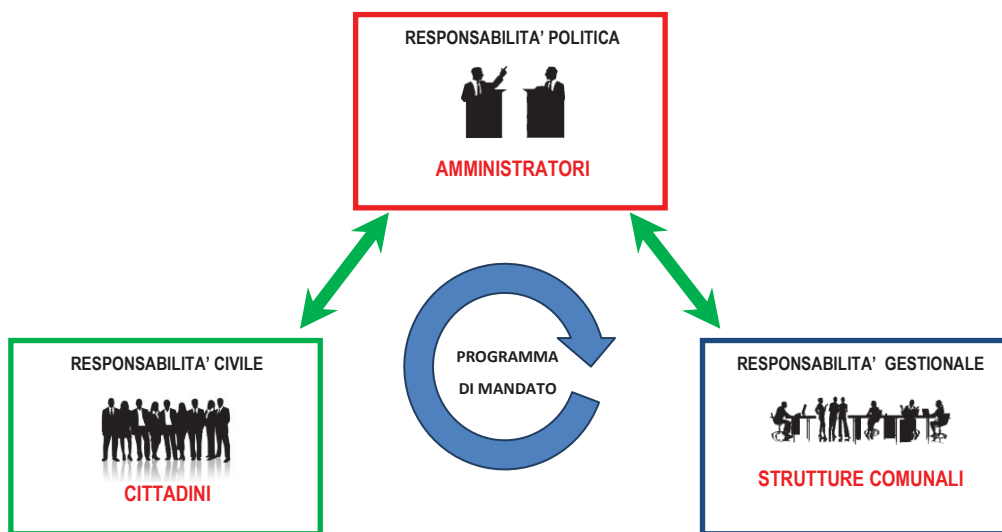 RESPONSABILITA' POLITICA
AMMINISTRATORI
PROGRAMMA
DI MANDATO
RESPONSABILITA' CIVILE
CITTADINI
RESPONSABILITA' GESTIONALE
STRUTTURE COMUNALI